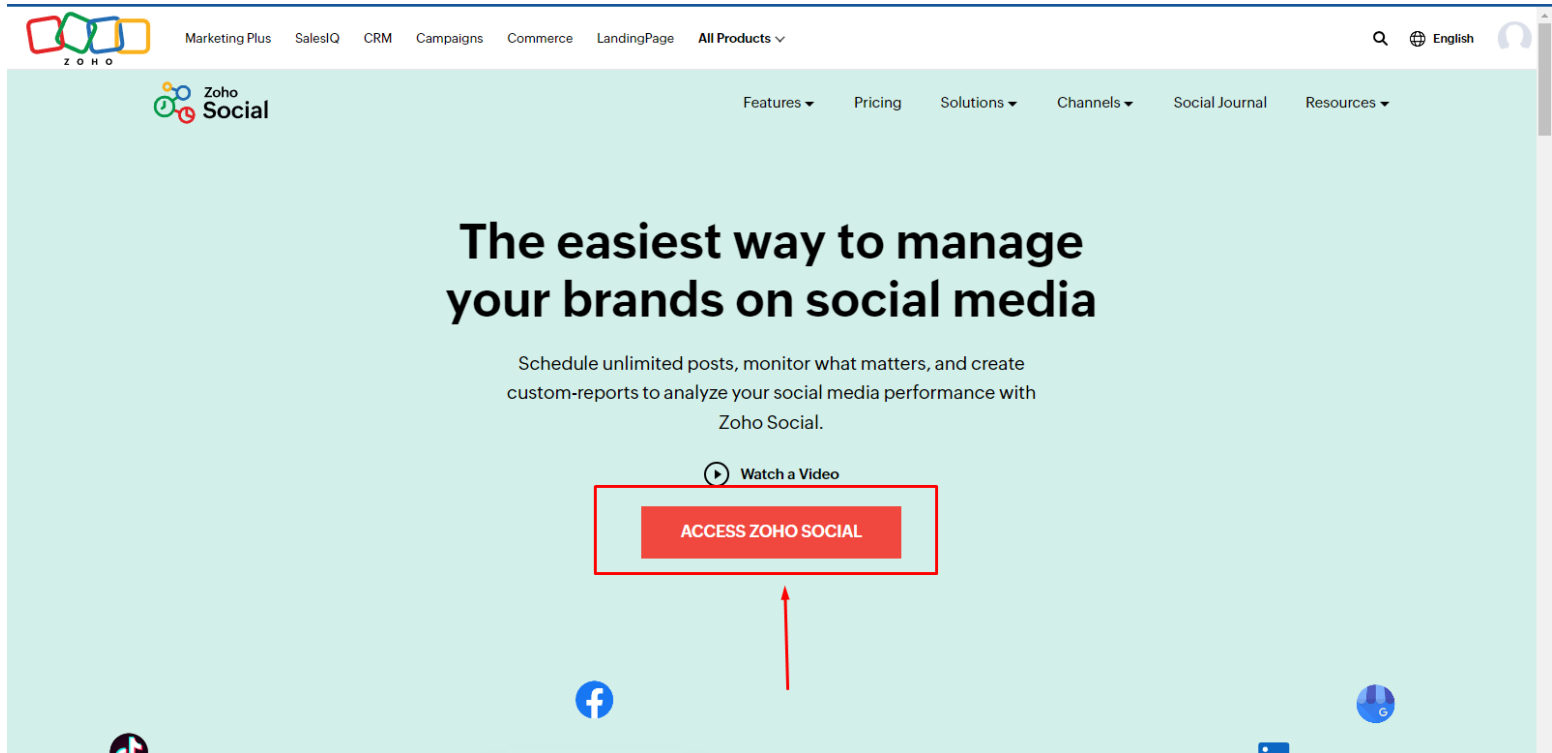 ZOHO
Marketing Plus SalesIQ CRM Campaigns Commerce LandingPage All Products
English
Zoho
Social
Features Pricing Solutions Channels Social Journal Resources
The easiest way to manage
your brands on social media
Schedule unlimited posts, monitor what matters, and create
custom-reports to analyze your social media performance with
Zoho Social.
Watch a Video
ACCESS ZOHO SOCIAL
G